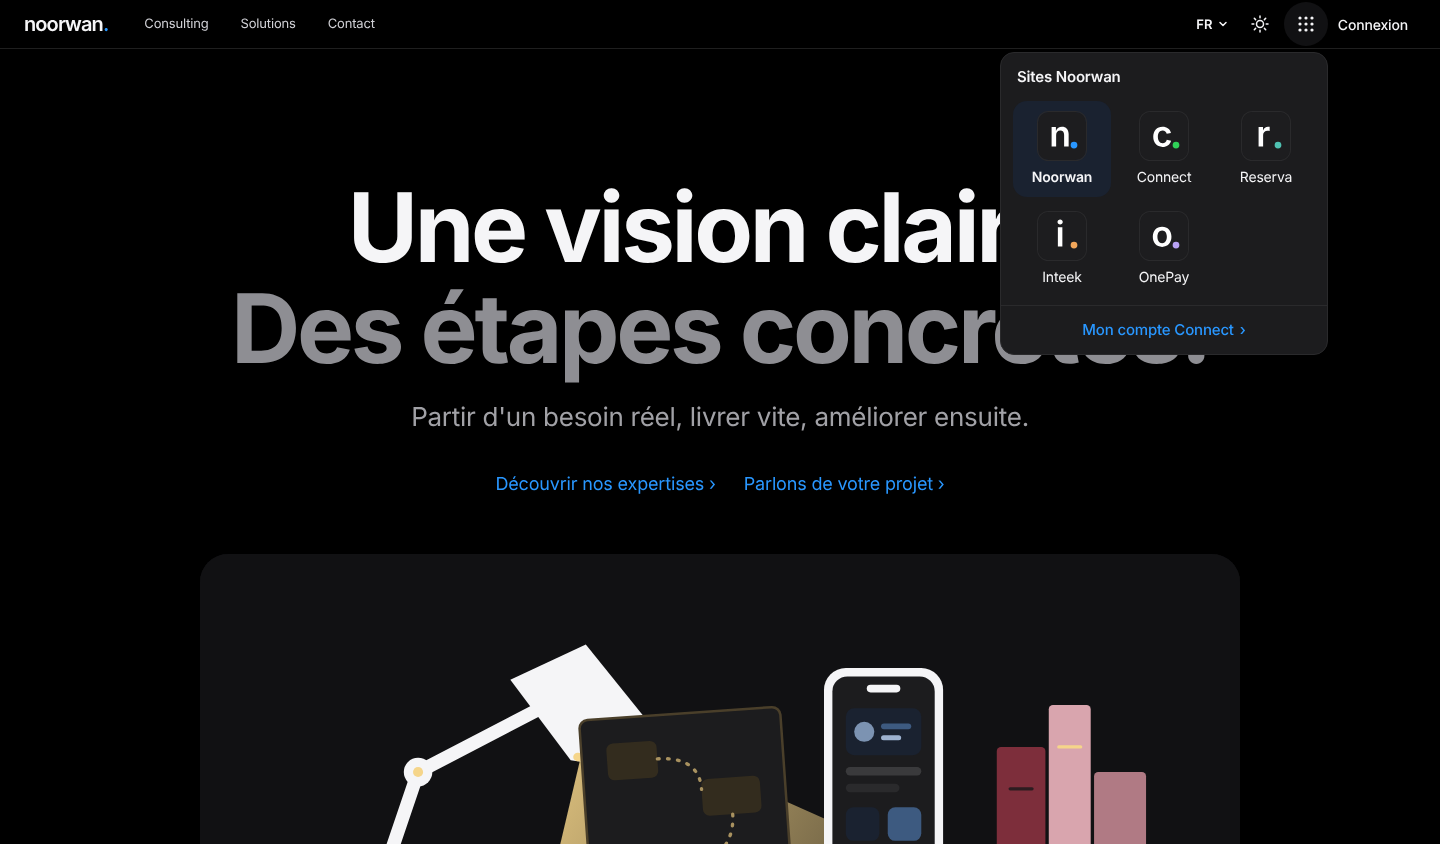 noorwan.
Consulting
Solutions
Contact
FR
Connexion
Sites Noorwan
n.
Noorwan
c.
Connect
r.
Reserva
i.
Inteek
o.
OnePay
Mon compte Connect ›
Une vision clair
Des étapes concrètes.
Partir d'un besoin réel, livrer vite, améliorer ensuite.
Découvrir nos expertises ›
Parlons de votre projet ›